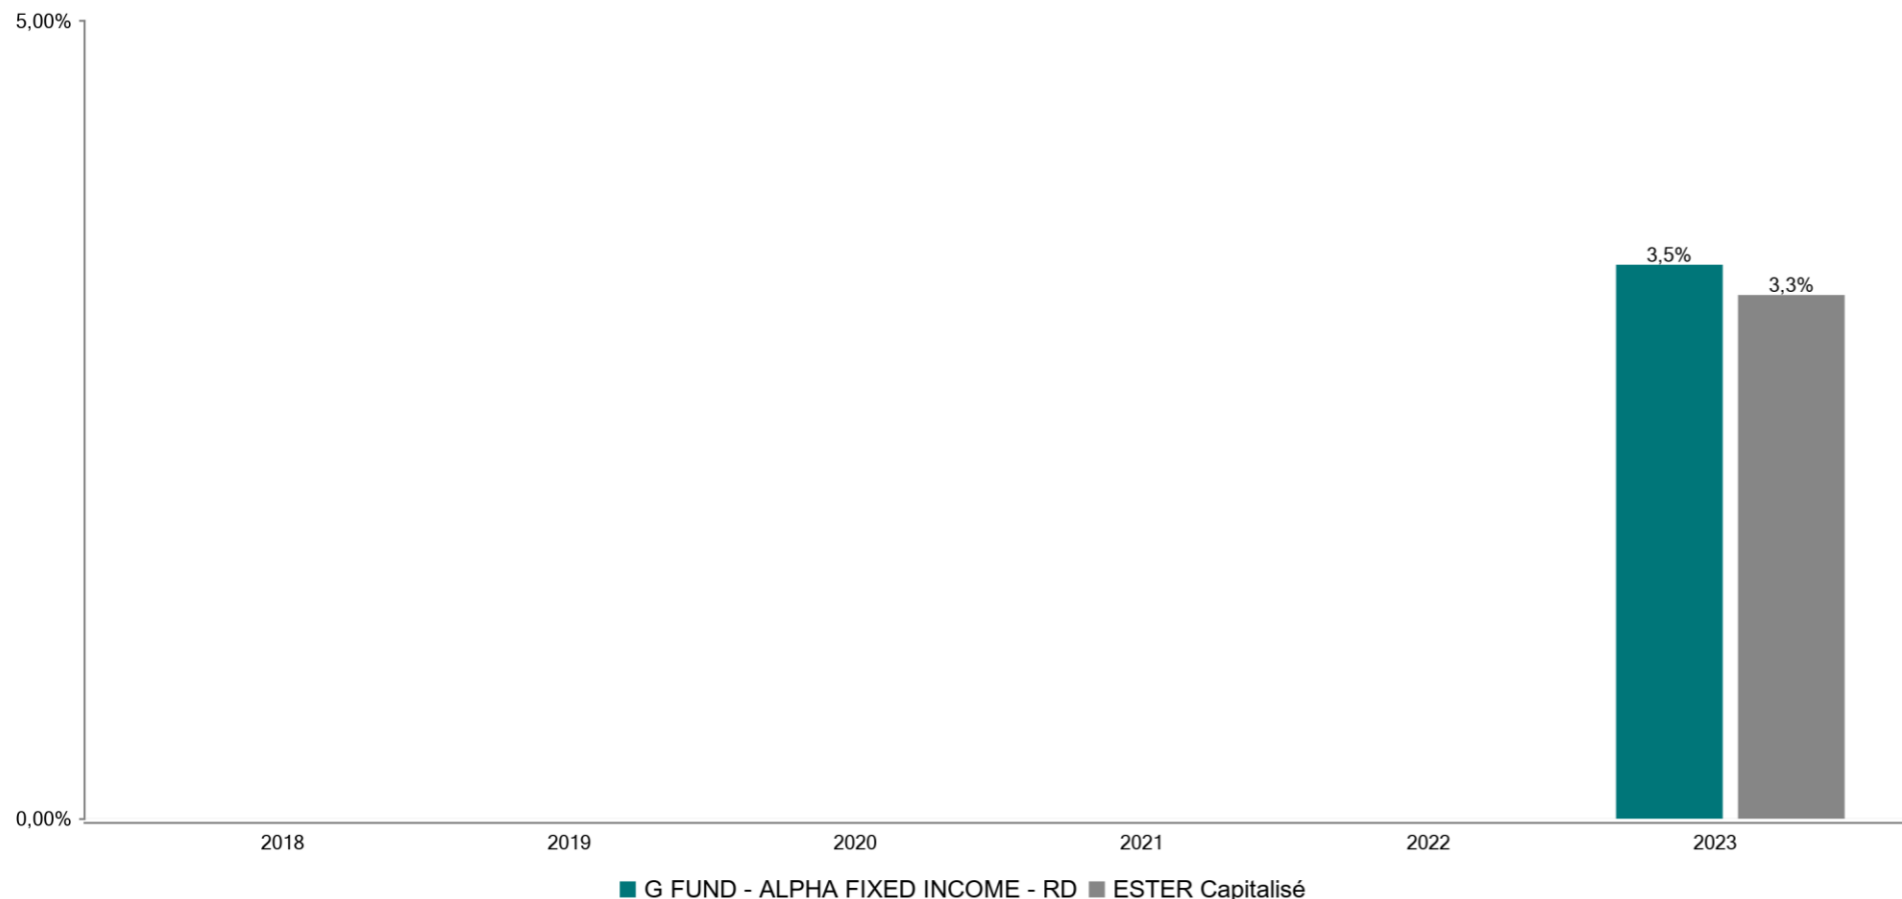 5,00%
3,5%
3,3%
0,00%
2018 2019 2020 2021 2022 2023
G FUND - ALPHA FIXED INCOME - RD ESTER Capitalisé